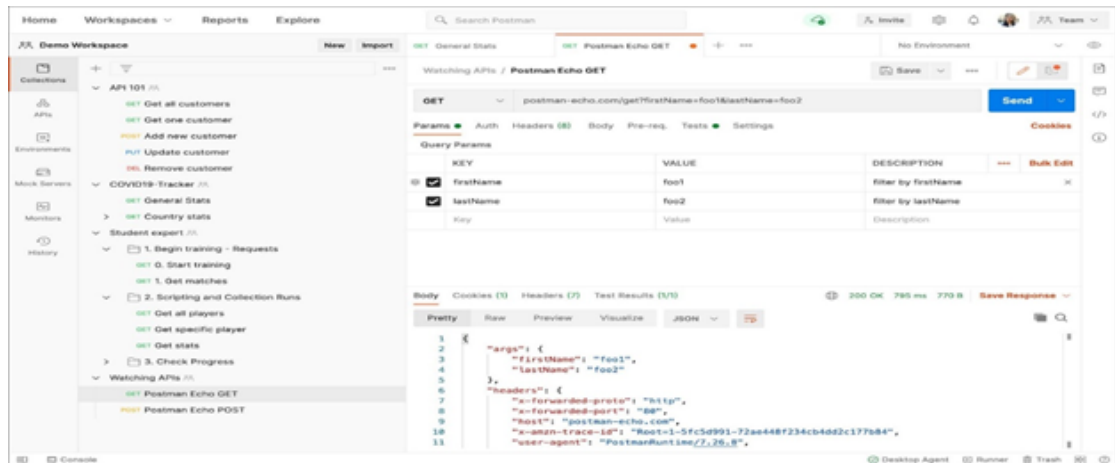 Home Workspaces Reports Explore Search Postman Invite Team
Demo Workspace New Import GET General Stats GET Postman Echo GET No Environment
Collections
APIs
Environments
Mock Servers
Monitors
History
API 101
GET Get all customers
GET Get one customer
POST Add new customer
PUT Update customer
DEL Remove customer
COVID19-Tracker
GET General Stats
GET Country stats
Student expert
1. Begin training - Requests
GET 0. Start training
GET 1. Get matches
2. Scripting and Collection Runs
GET Get all players
GET Get specific player
GET Get stats
3. Check Progress
Watching APIs
GET Postman Echo GET
POST Postman Echo POST
Watching APIs / Postman Echo GET Save
GET postman-echo.com/get?firstName=foo1&lastName=foo2 Send
Params Auth Headers (8) Body Pre-req. Tests Settings Cookies
Query Params
KEY VALUE DESCRIPTION Bulk Edit
firstName foo1 filter by firstName
lastName foo2 filter by lastName
Key Value Description
Body Cookies (1) Headers (7) Test Results (1/1) 200 OK 785 ms 770 B Save Response
Pretty Raw Preview Visualize JSON
1 {
2 "args": {
3 "firstName": "foo1",
4 "lastName": "foo2"
5 },
6 "headers": {
7 "x-forwarded-proto": "http",
8 "x-forwarded-port": "80",
9 "host": "postman-echo.com",
10 "x-amzn-trace-id": "Root=1-5fc5d991-72ae448f234cb4dd2c177b84",
11 "user-agent": "PostmanRuntime/7.26.8",
Console Desktop Agent Runner Trash